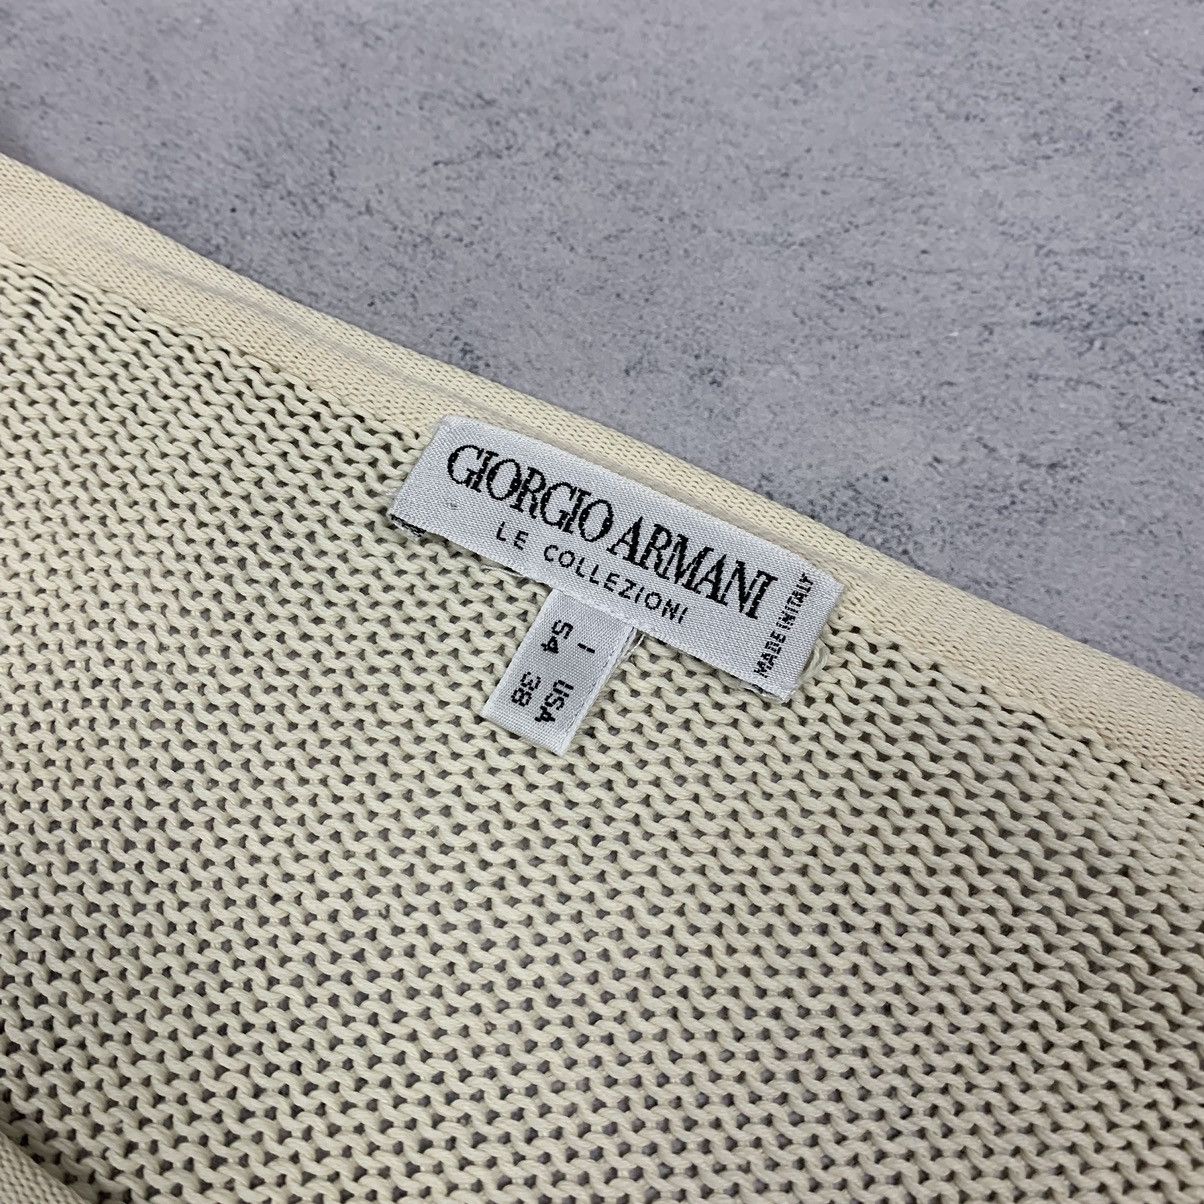 GIORGIO ARMANI
LE COLLEZIONI
MADE IN ITALY
I USA
54 38